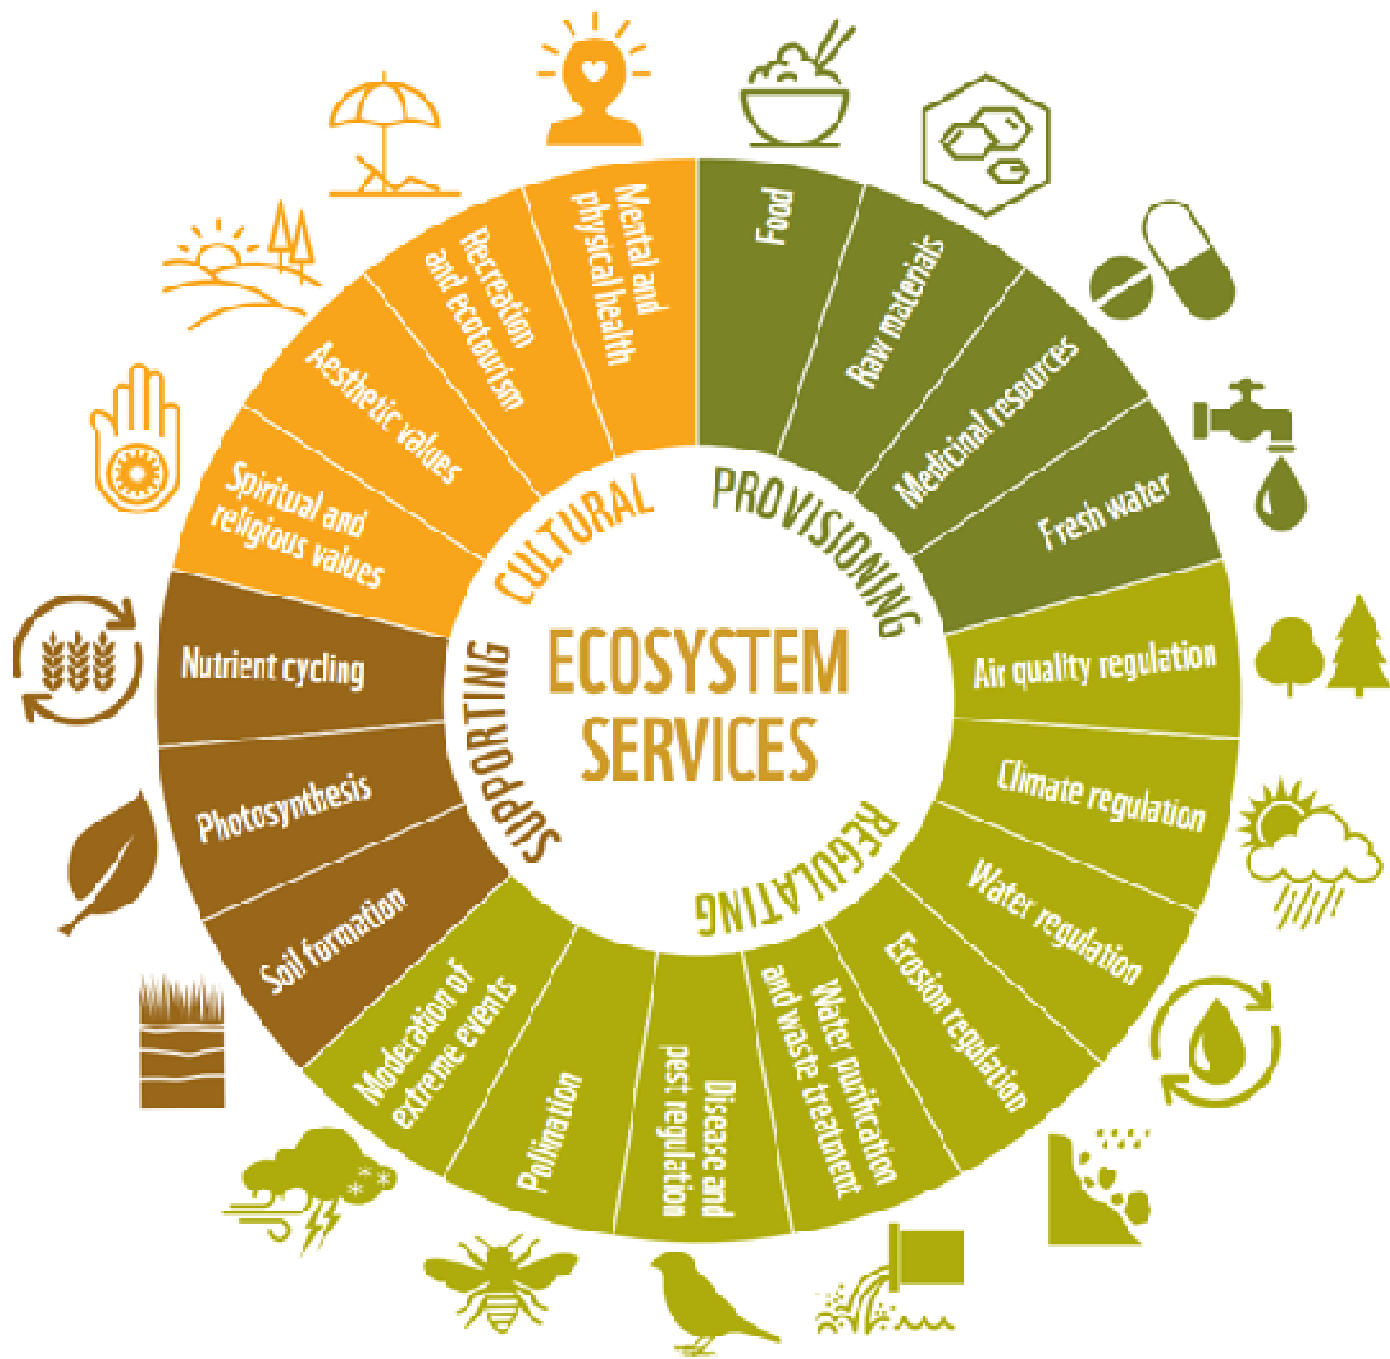 ECOSYSTEM
SERVICES
PROVISIONING
Food
Raw materials
Medicinal resources
Fresh water
REGULATING
Air quality regulation
Climate regulation
Water regulation
Erosion regulation
Water purification
and waste treatment
Disease and
pest regulation
Pollination
Moderation of
extreme events
SUPPORTING
Soil formation
Photosynthesis
Nutrient cycling
CULTURAL
Spiritual and
religious values
Aesthetic values
Recreation
and ecotourism
Mental and
physical health